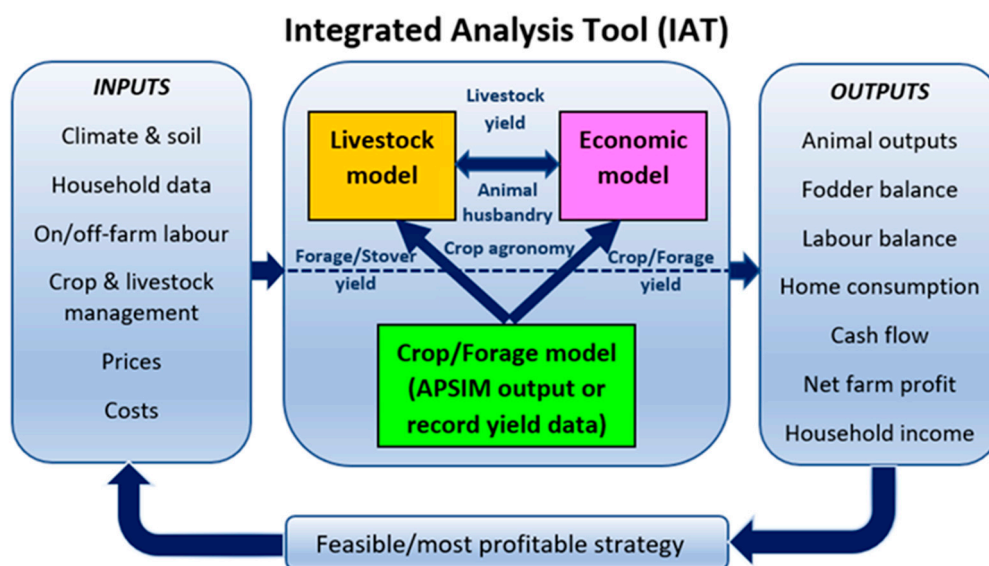 Integrated Analysis Tool (IAT)
INPUTS
Climate & soil
Household data
On/off-farm labour
Crop & livestock
management
Prices
Costs
Livestock
yield
Livestock
model
Economic
model
Animal
husbandry
Forage/Stover
yield
Crop agronomy
Crop/Forage
yield
Crop/Forage model
(APSIM output or
record yield data)
OUTPUTS
Animal outputs
Fodder balance
Labour balance
Home consumption
Cash flow
Net farm profit
Household income
Feasible/most profitable strategy